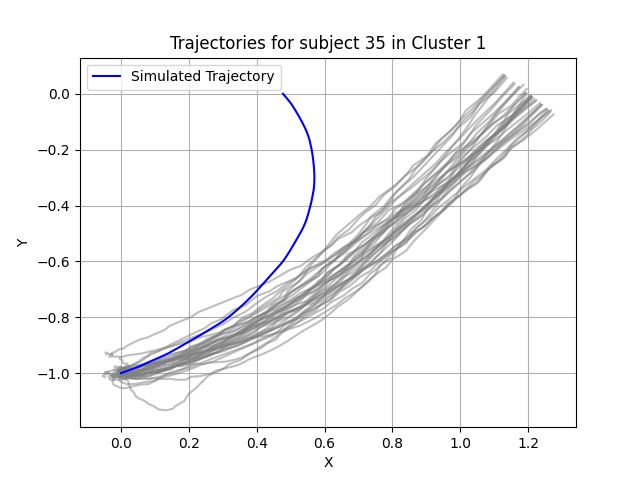 Trajectories for subject 35 in Cluster 1
Simulated Trajectory
0.0
−0.2
−0.4
−0.6
−0.8
−1.0
Y
0.0 0.2 0.4 0.6 0.8 1.0 1.2
X